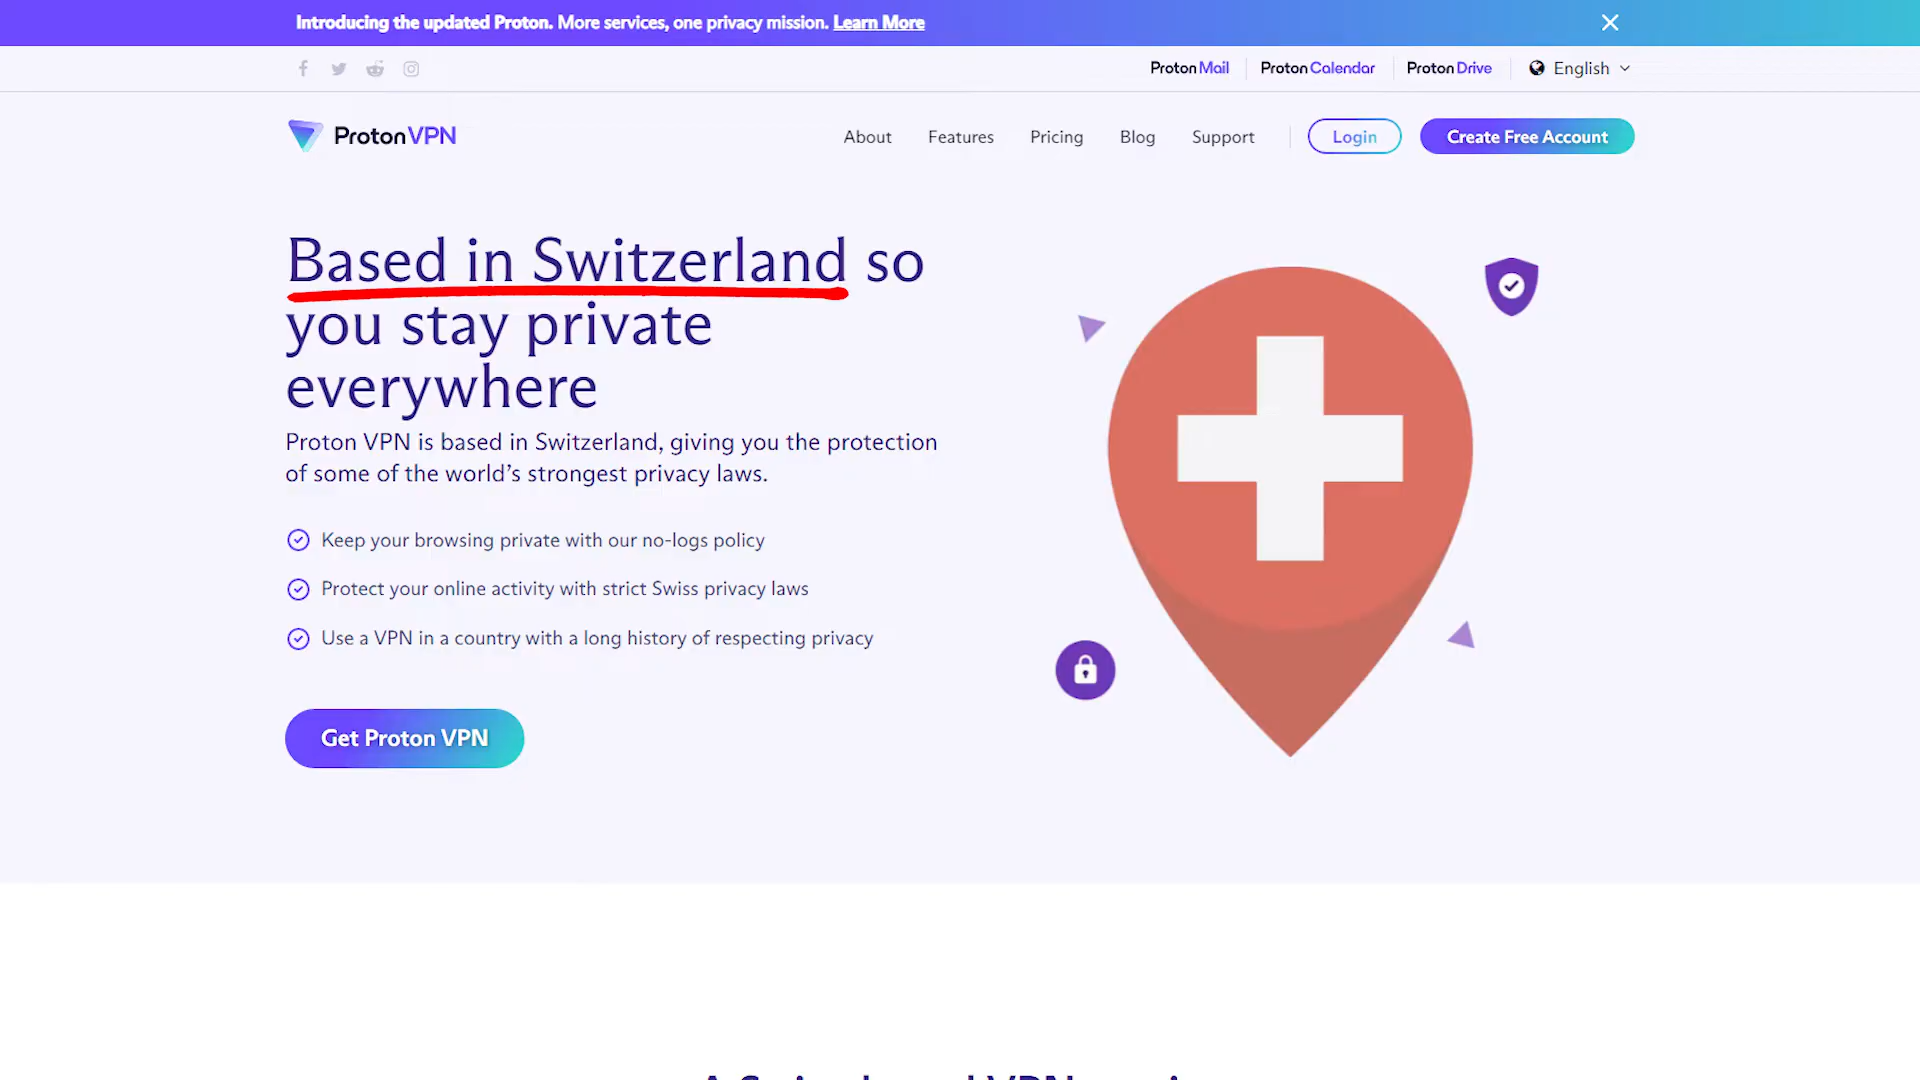 Introducing the updated Proton. More services, one privacy mission. Learn More
Proton Mail
Proton Calendar
Proton Drive
English
Proton VPN
About
Features
Pricing
Blog
Support
Login
Create Free Account
Based in Switzerland so
you stay private
everywhere
Proton VPN is based in Switzerland, giving you the protection
of some of the world’s strongest privacy laws.
Keep your browsing private with our no-logs policy
Protect your online activity with strict Swiss privacy laws
Use a VPN in a country with a long history of respecting privacy
Get Proton VPN